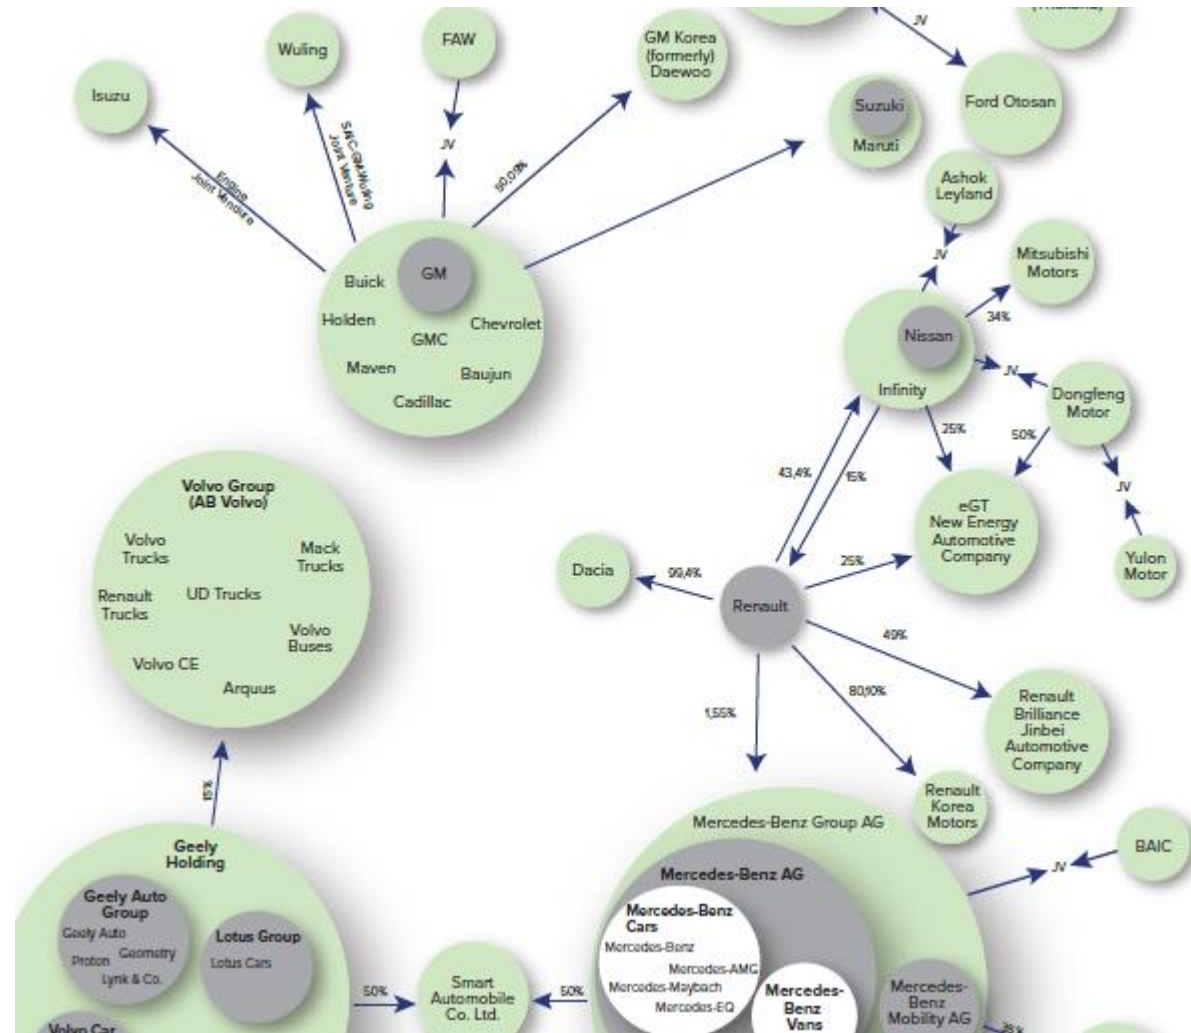 JV
(Thailand)
Wuling
FAW
GM Korea
(formerly)
Daewoo
Isuzu
Suzuki
Maruti
Ford Otosan
Engine
Joint Venture
SAIC-GM-Wuling
Joint Venture
JV
50,09%
Ashok
Leyland
JV
Mitsubishi
Motors
34%
GM
Buick
Holden
GMC
Chevrolet
Maven
Baujun
Cadillac
Nissan
Infinity
JV
Dongfeng
Motor
25%
50%
JV
43,4%
15%
Volvo Group
(AB Volvo)
Volvo
Trucks
Mack
Trucks
Renault
Trucks
UD Trucks
Volvo
Buses
Volvo CE
Arquus
eGT
New Energy
Automotive
Company
Yulon
Motor
Dacia
99,4%
25%
Renault
49%
80,10%
1,55%
Renault
Brilliance
Jinbei
Automotive
Company
Renault
Korea
Motors
15%
Geely
Holding
Geely Auto
Group
Geely Auto
Proton
Geometry
Lynk & Co.
Lotus Group
Lotus Cars
Volvo Car
50%
Smart
Automobile
Co. Ltd.
50%
Mercedes-Benz Group AG
Mercedes-Benz AG
Mercedes-Benz
Cars
Mercedes-Benz
Mercedes-AMG
Mercedes-Maybach
Mercedes-EQ
Mercedes-
Benz
Vans
Mercedes-
Benz
Mobility AG
JV
BAIC